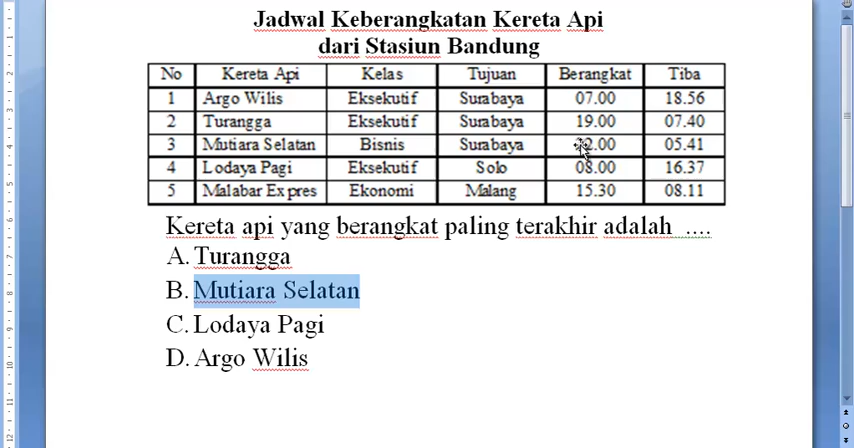 Jadwal Keberangkatan Kereta Api
dari Stasiun Bandung
No Kereta Api Kelas Tujuan Berangkat Tiba
1 Argo Wilis Eksekutif Surabaya 07.00 18.56
2 Turangga Eksekutif Surabaya 19.00 07.40
3 Mutiara Selatan Bisnis Surabaya 05.41
4 Lodaya Pagi Eksekutif Solo 08.00 16.37
5 Malabar Expres Ekonomi Malang 15.30 08.11
Kereta api yang berangkat paling terakhir adalah ....
A. Turangga
B. Mutiara Selatan
C. Lodaya Pagi
D. Argo Wilis